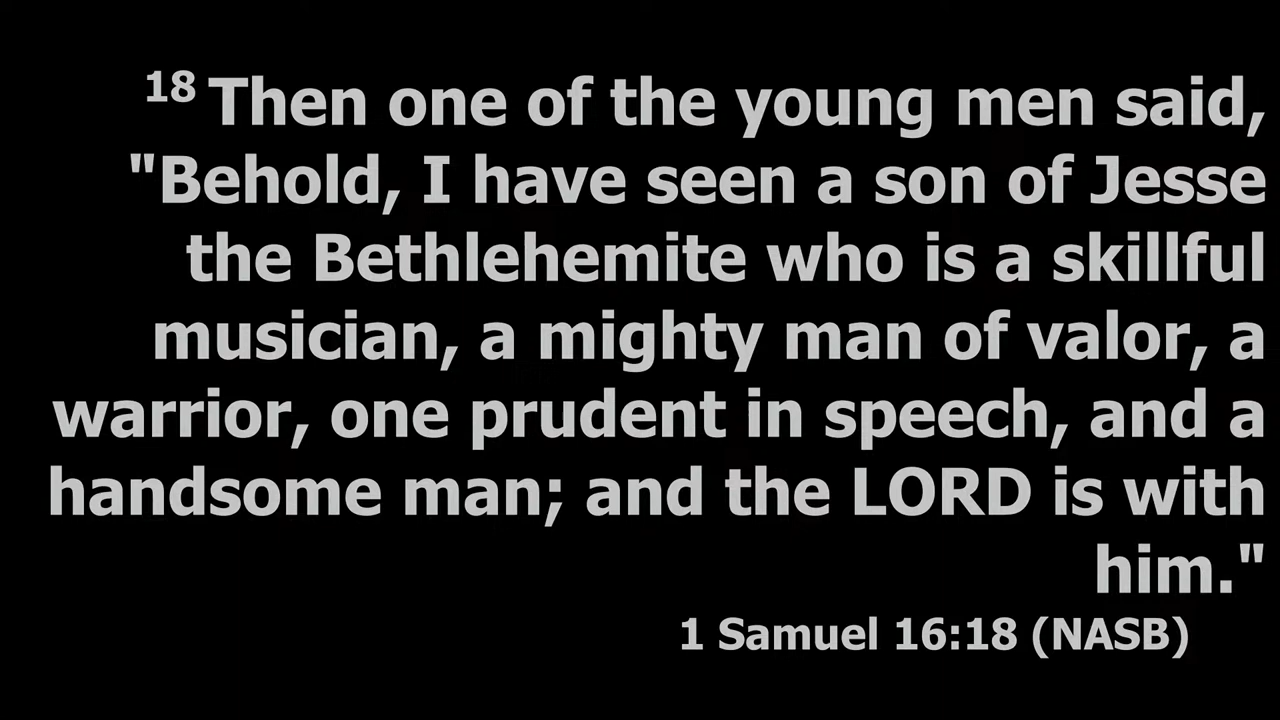 18 Then one of the young men said,
"Behold, I have seen a son of Jesse
the Bethlehemite who is a skillful
musician, a mighty man of valor, a
warrior, one prudent in speech, and a
handsome man; and the LORD is with
him."
1 Samuel 16:18 (NASB)